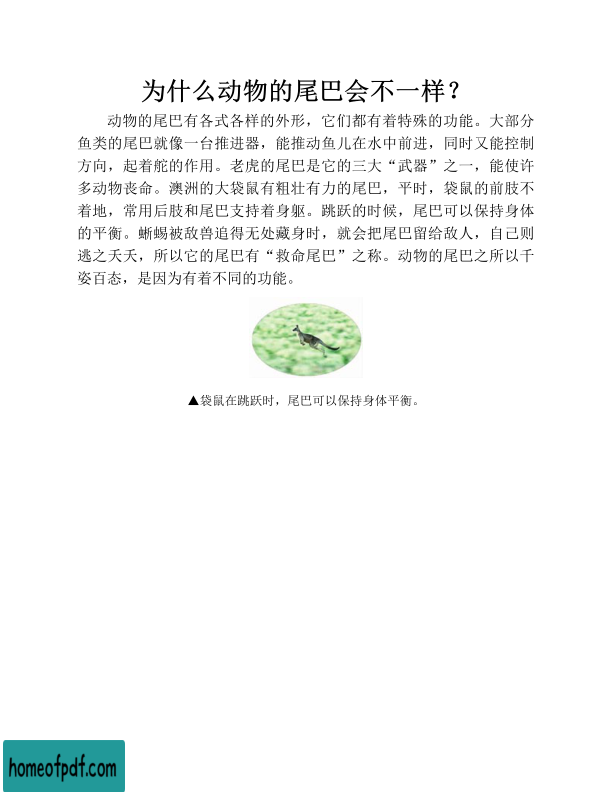 为什么动物的尾巴会不一样？
动物的尾巴有各式各样的外形，它们都有着特殊的功能。大部分
鱼类的尾巴就像一台推进器，能推动鱼儿在水中前进，同时又能控制
方向，起着舵的作用。老虎的尾巴是它的三大“武器”之一，能使许
多动物丧命。澳洲的大袋鼠有粗壮有力的尾巴，平时，袋鼠的前肢不
着地，常用后肢和尾巴支持着身躯。跳跃的时候，尾巴可以保持身体
的平衡。蜥蜴被敌兽追得无处藏身时，就会把尾巴留给敌人，自己则
逃之夭夭，所以它的尾巴有“救命尾巴”之称。动物的尾巴之所以千
姿百态，是因为有着不同的功能。
▲袋鼠在跳跃时，尾巴可以保持身体平衡。
homeofpdf.com